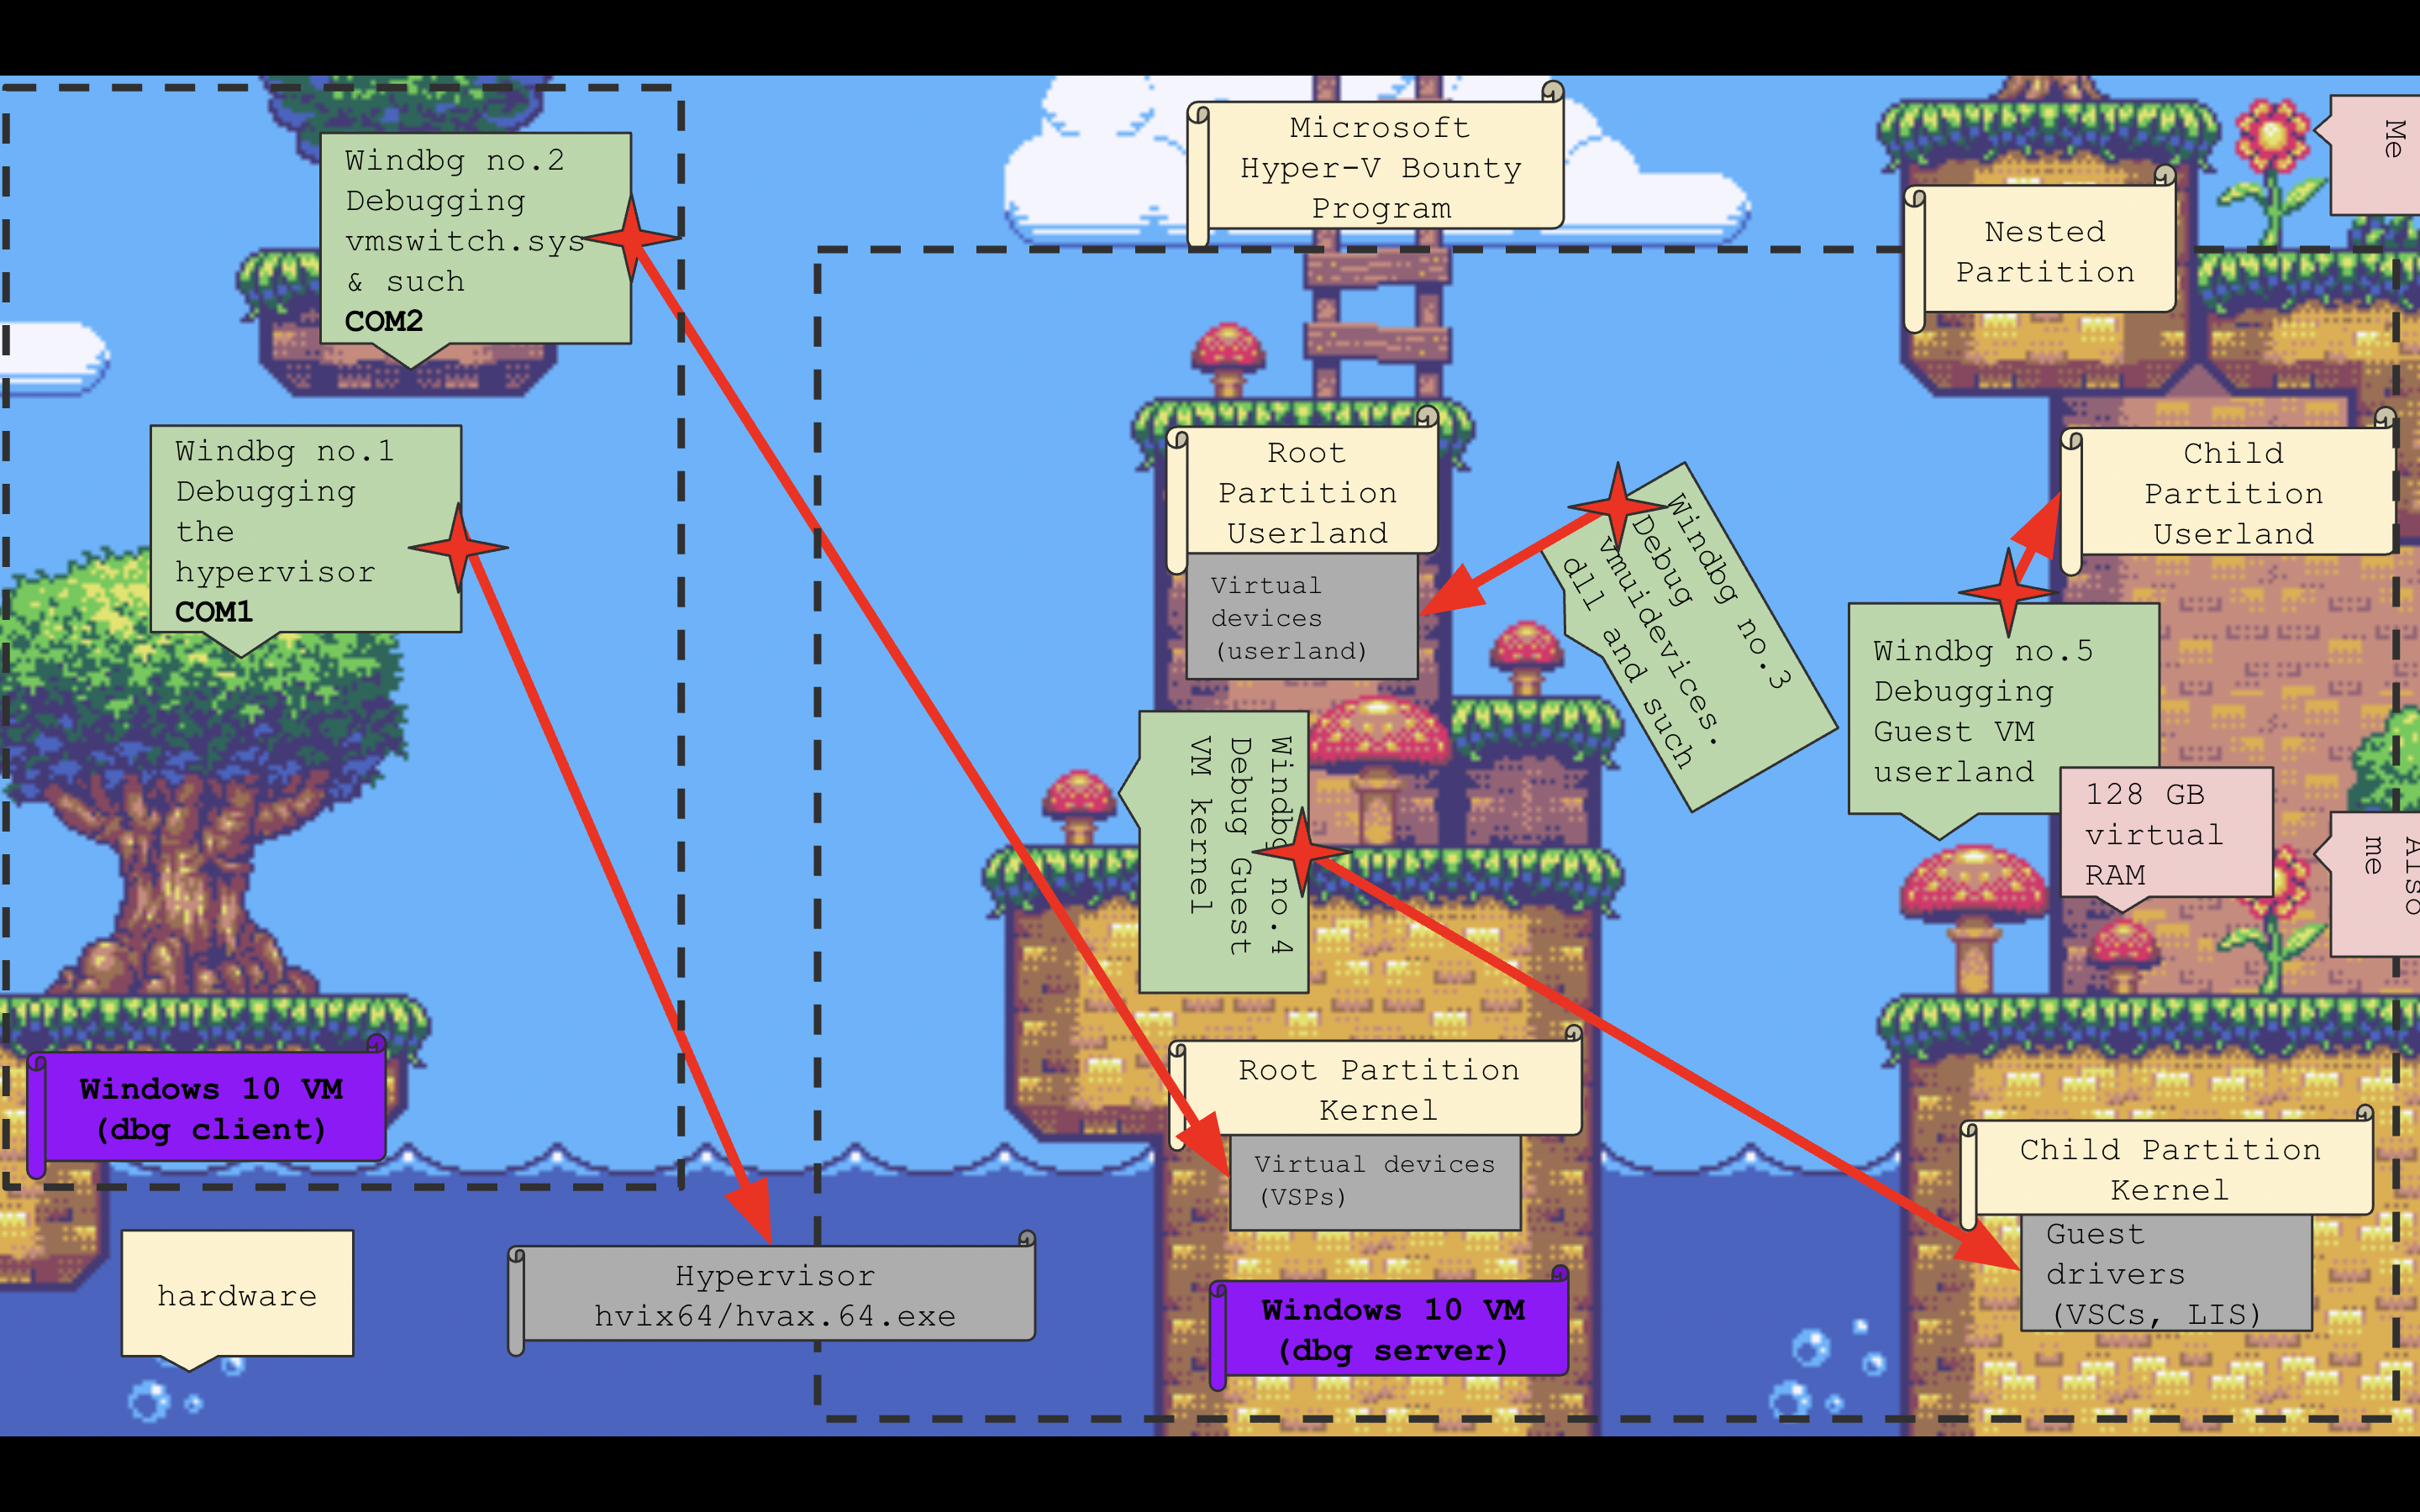 Microsoft
Hyper-V Bounty
Program
Me
Windbg no.2
Debugging
vmswitch.sys
& such
COM2
Nested
Partition
Windbg no.1
Debugging
the
hypervisor
COM1
Root
Partition
Userland
Virtual
devices
(userland)
Windbg no.3
Debug
vmuidevices.
dll and such
Child
Partition
Userland
Windbg no.5
Debugging
Guest VM
userland
128 GB
virtual
RAM
Also
me
Windbg no.4
Debug Guest
VM kernel
Windows 10 VM
(dbg client)
Root Partition
Kernel
Virtual devices
(VSPs)
Child Partition
Kernel
Guest
drivers
(VSCs, LIS)
hardware
Hypervisor
hvix64/hvax.64.exe
Windows 10 VM
(dbg server)